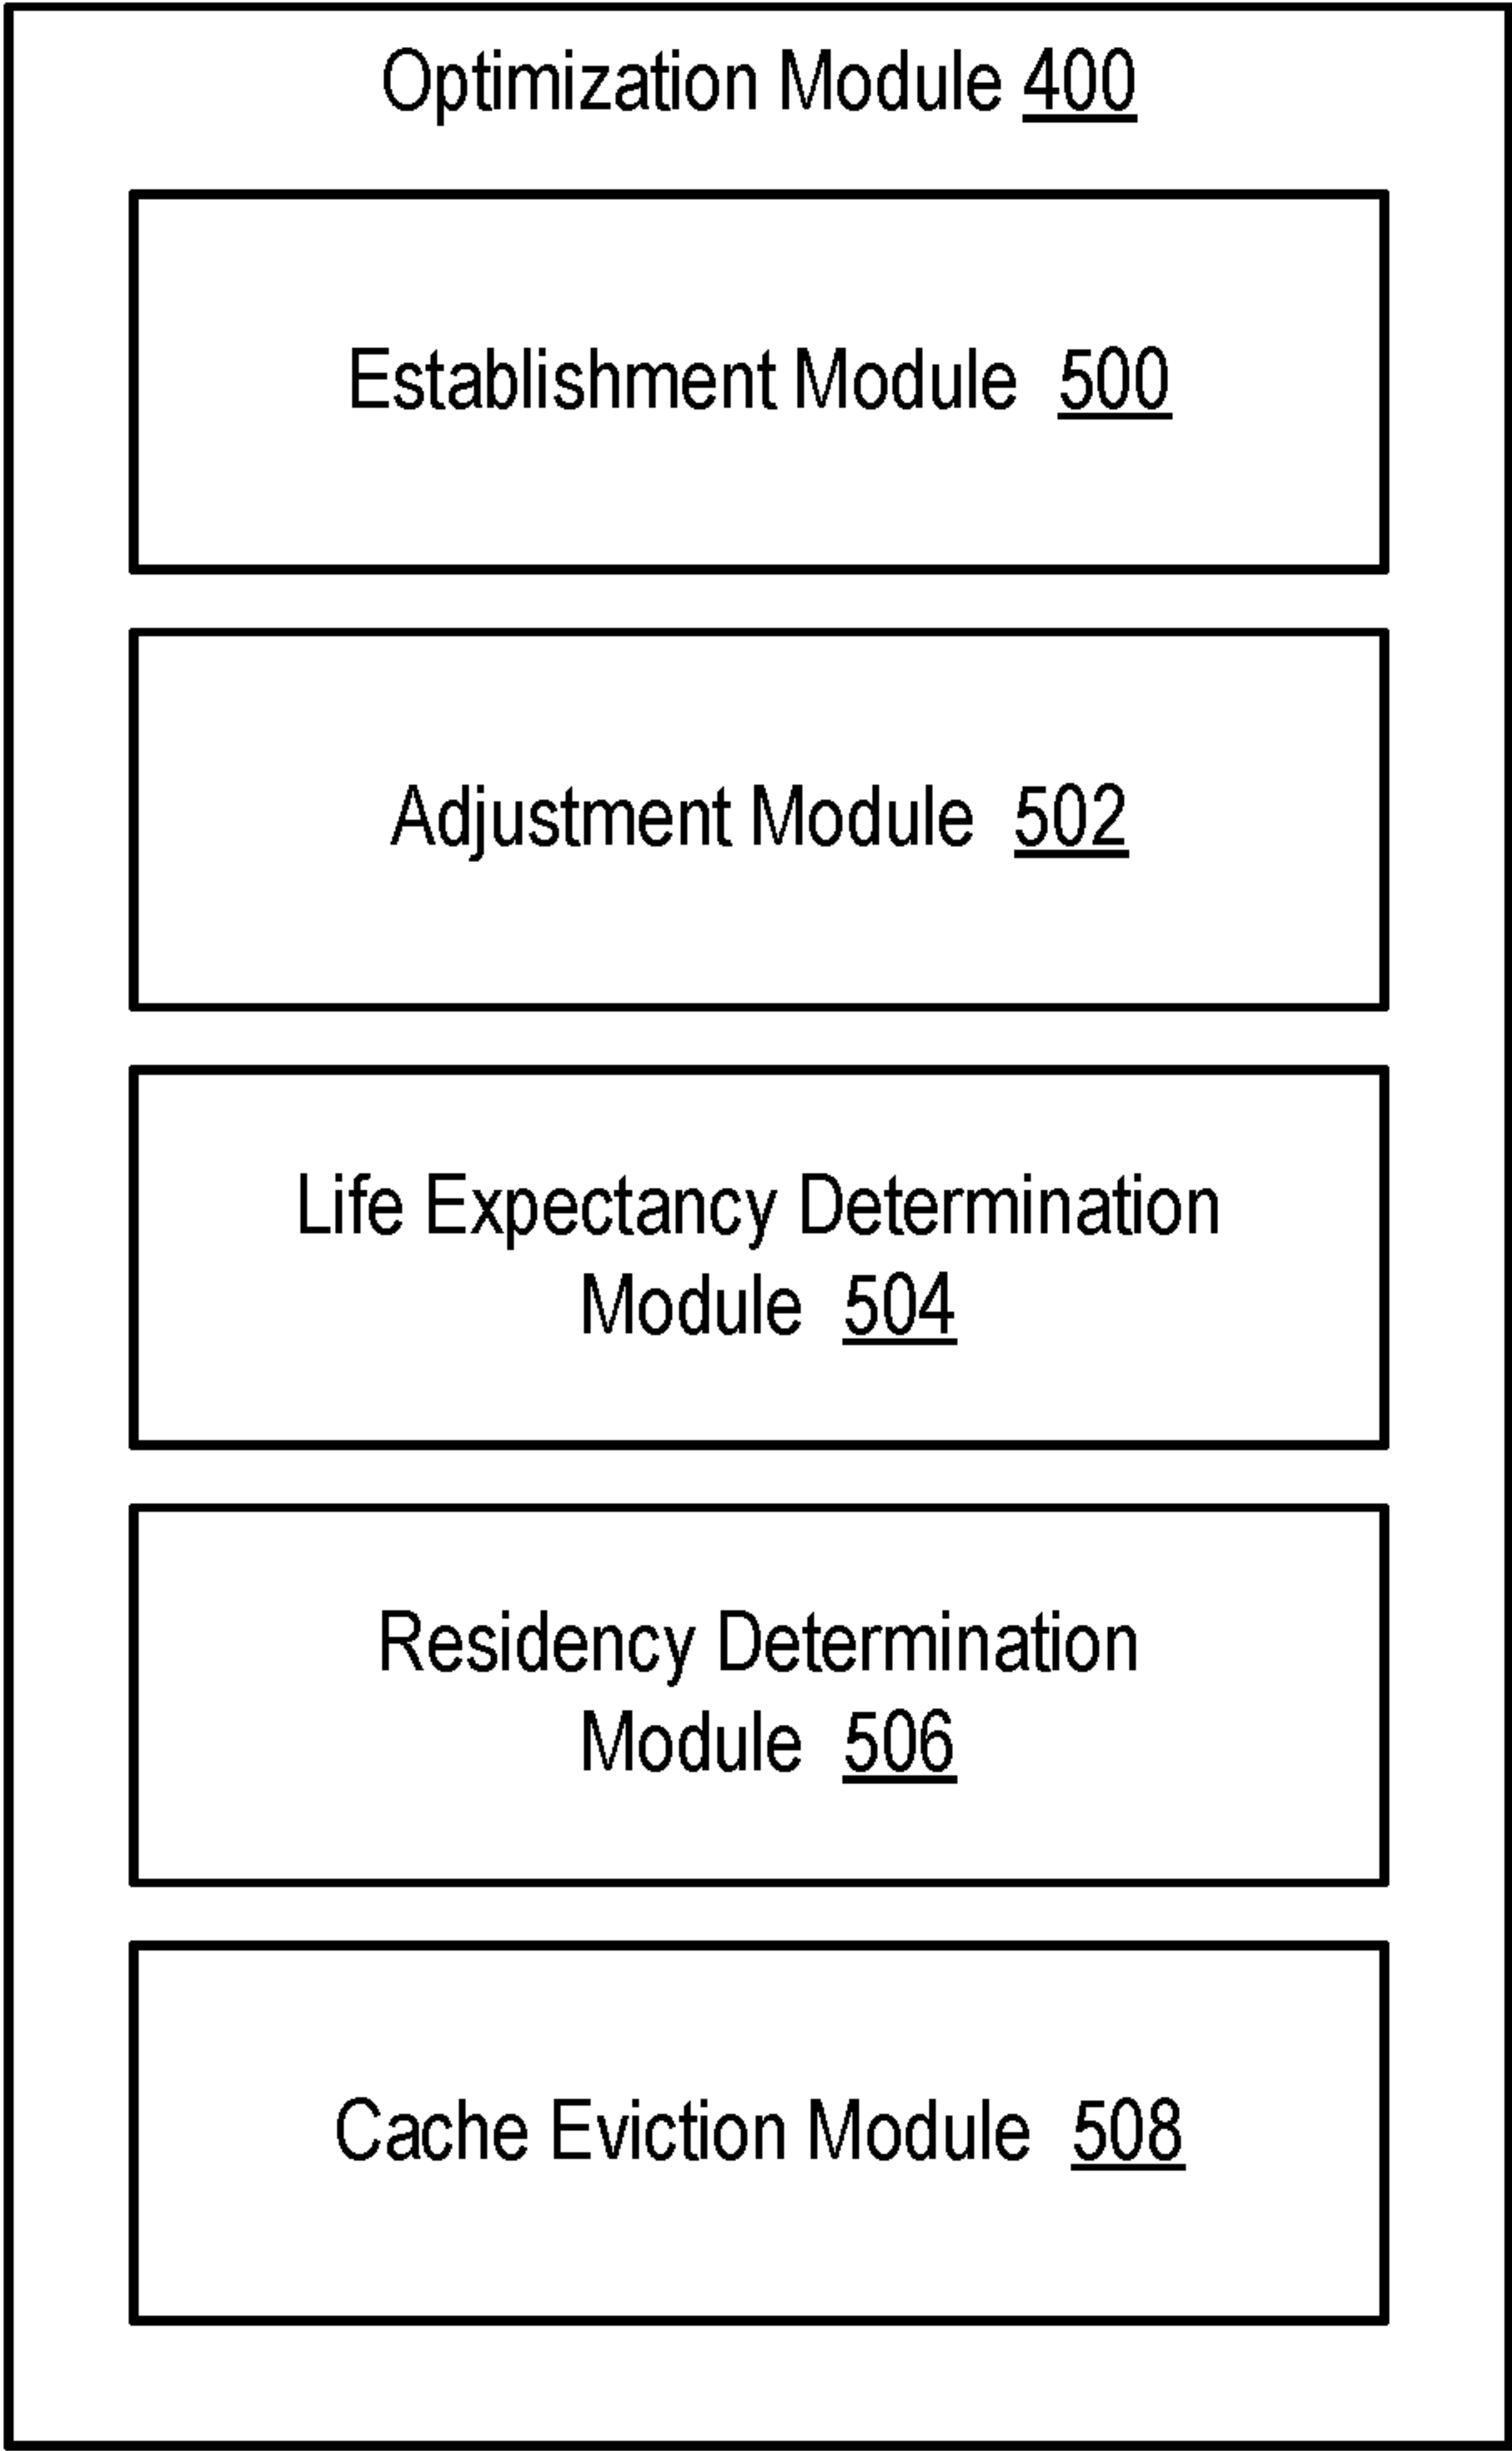 Optimization Module 400
Establishment Module 500
Adjustment Module 502
Life Expectancy Determination
Module 504
Residency Determination
Module 506
Cache Eviction Module 508